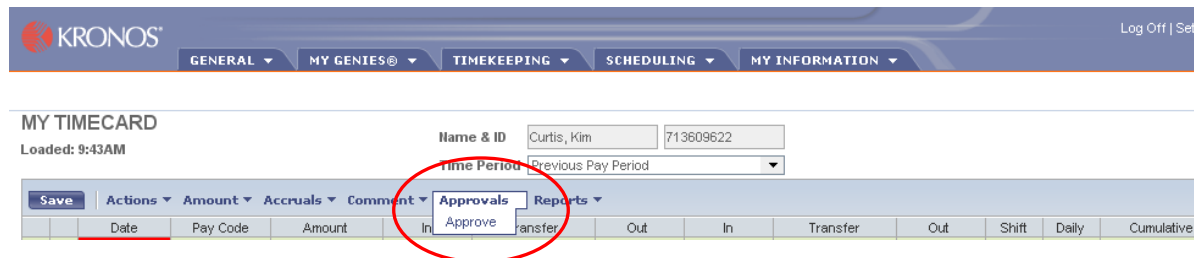 KRONOS®
Log Off | Set
GENERAL MY GENIES® TIMEKEEPING SCHEDULING MY INFORMATION
MY TIMECARD
Loaded: 9:43AM
Name & ID Curtis, Kim 713609622
Time Period Previous Pay Period
Save Actions Amount Accruals Comment Approvals Reports
Approve
Date Pay Code Amount In Transfer Out In Transfer Out Shift Daily Cumulative